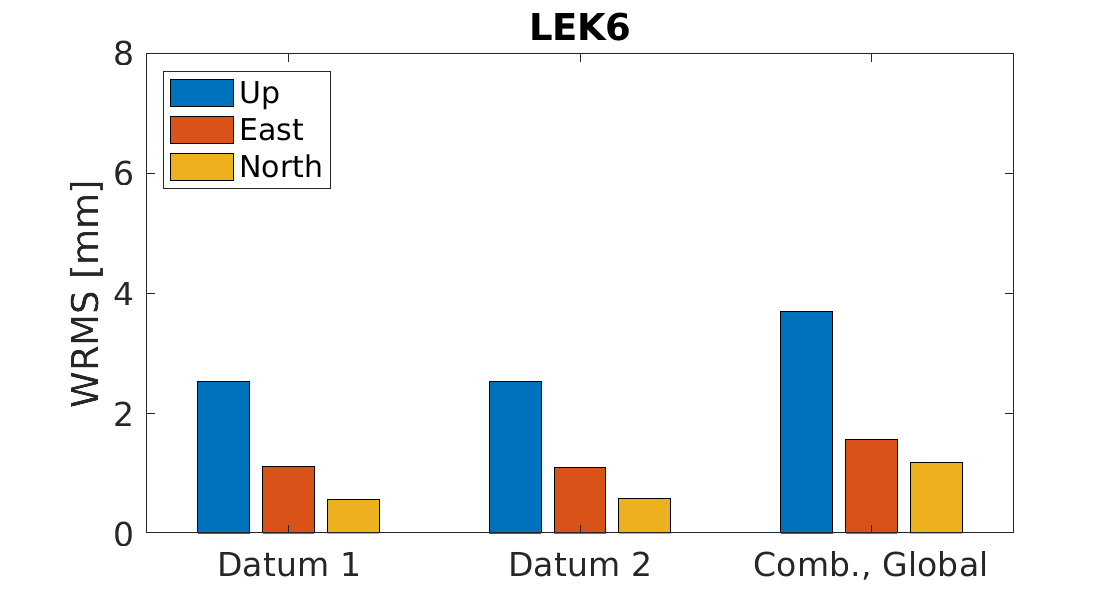 LEK6
8
6
4
2
0
WRMS [mm]
Up
East
North
Datum 1
Datum 2
Comb., Global